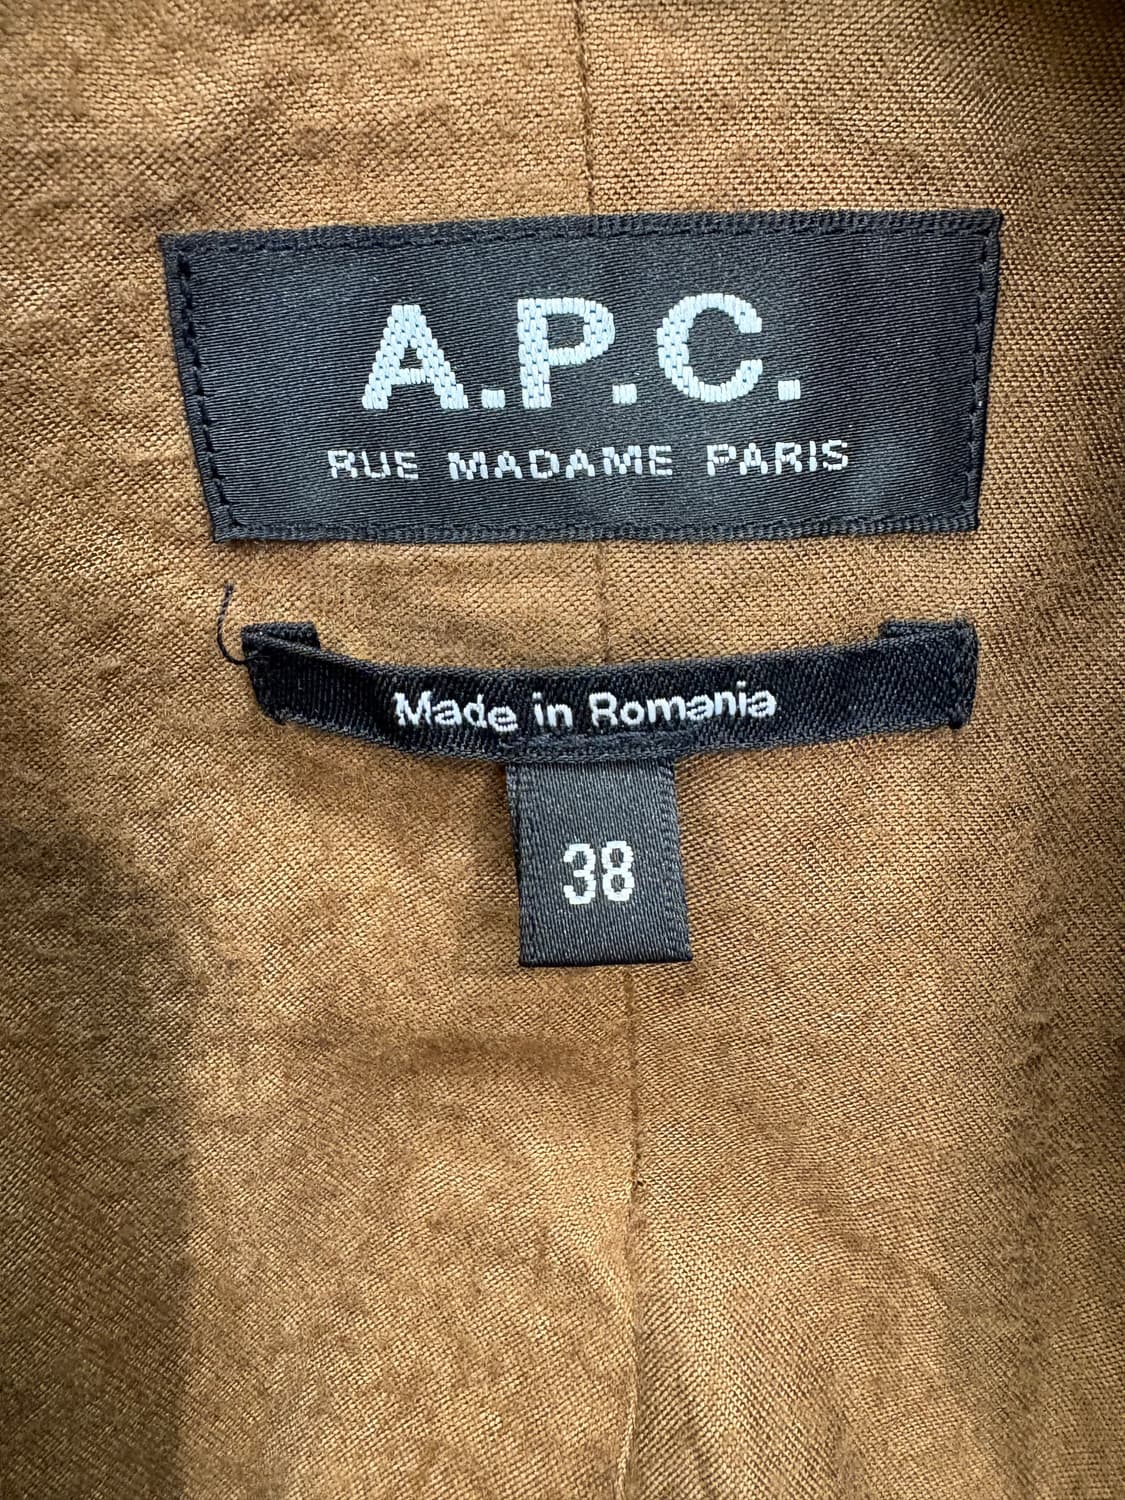 A.P.C.
RUE MADAME PARIS
Made in Romania
38